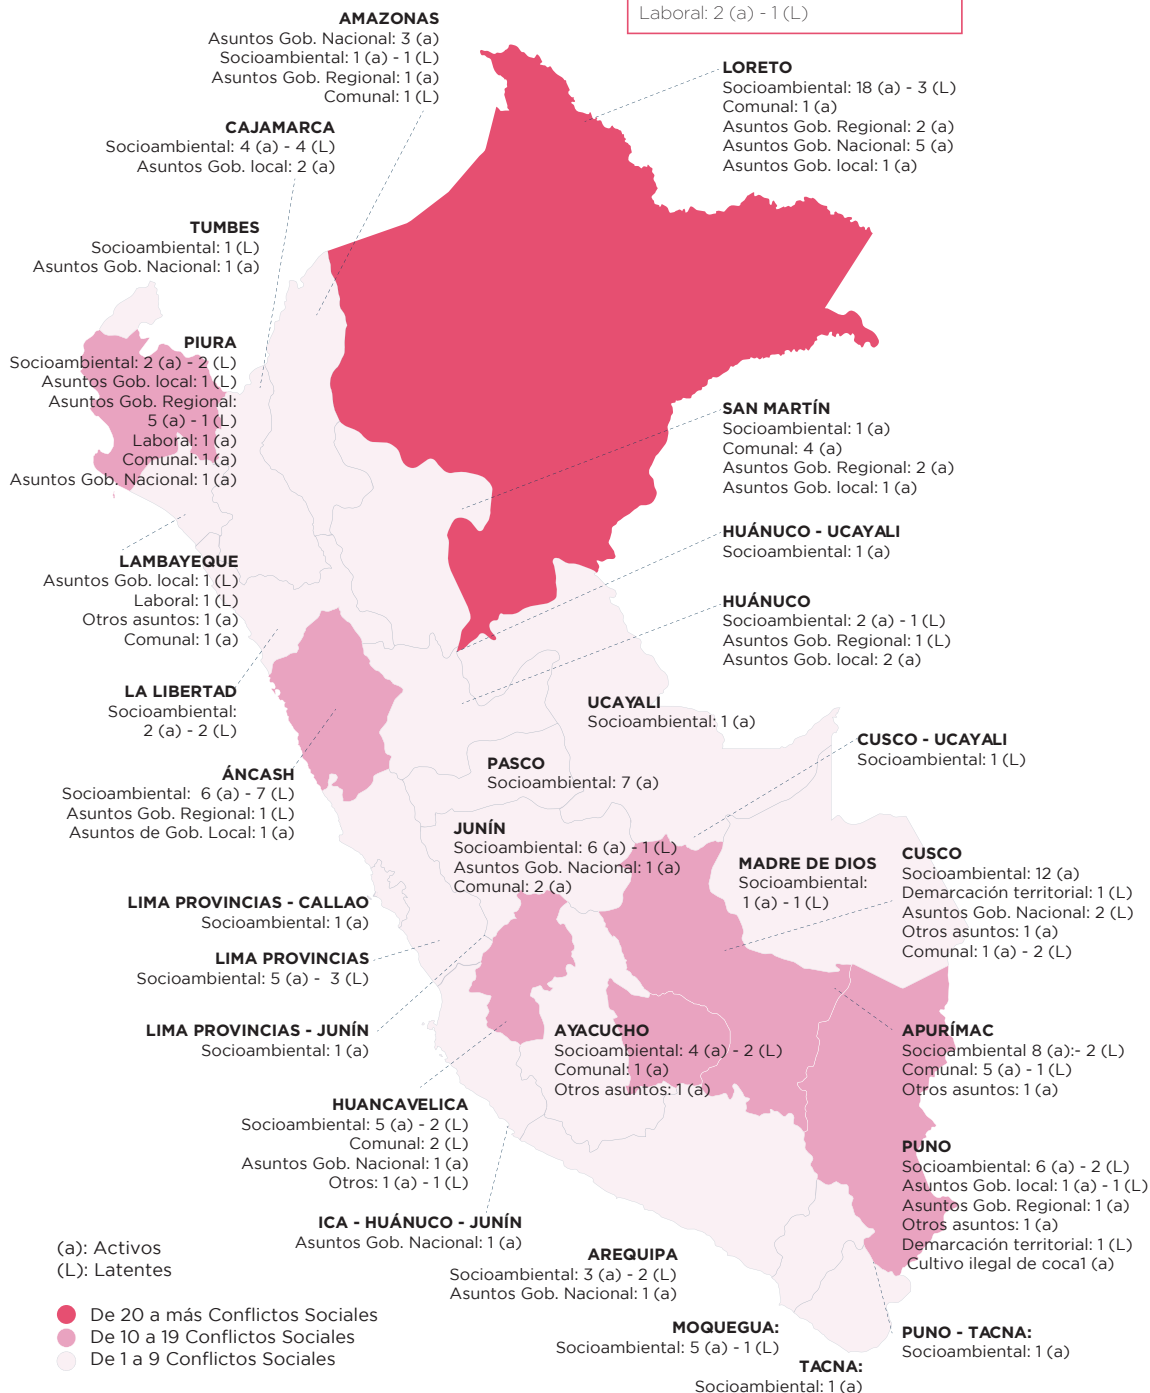 Laboral: 2 (a) - 1 (L)
AMAZONAS
Asuntos Gob. Nacional: 3 (a)
Socioambiental: 1 (a) - 1 (L)
Asuntos Gob. Regional: 1 (a)
Comunal: 1 (L)
LORETO
Socioambiental: 18 (a) - 3 (L)
Comunal: 1 (a)
Asuntos Gob. Regional: 2 (a)
Asuntos Gob. Nacional: 5 (a)
Asuntos Gob. local: 1 (a)
CAJAMARCA
Socioambiental: 4 (a) - 4 (L)
Asuntos Gob. local: 2 (a)
TUMBES
Socioambiental: 1 (L)
Asuntos Gob. Nacional: 1 (a)
PIURA
Socioambiental: 2 (a) - 2 (L)
Asuntos Gob. local: 1 (L)
Asuntos Gob. Regional:
5 (a) - 1 (L)
Laboral: 1 (a)
Comunal: 1 (a)
Asuntos Gob. Nacional: 1 (a)
SAN MARTÍN
Socioambiental: 1 (a)
Comunal: 4 (a)
Asuntos Gob. Regional: 2 (a)
Asuntos Gob. local: 1 (a)
HUÁNUCO - UCAYALI
Socioambiental: 1 (a)
LAMBAYEQUE
Asuntos Gob. local: 1 (L)
Laboral: 1 (L)
Otros asuntos: 1 (a)
Comunal: 1 (a)
HUÁNUCO
Socioambiental: 2 (a) - 1 (L)
Asuntos Gob. Regional: 1 (L)
Asuntos Gob. local: 2 (a)
LA LIBERTAD
Socioambiental:
2 (a) - 2 (L)
UCAYALI
Socioambiental: 1 (a)
CUSCO - UCAYALI
Socioambiental: 1 (L)
ÁNCASH
Socioambiental: 6 (a) - 7 (L)
Asuntos Gob. Regional: 1 (L)
Asuntos de Gob. Local: 1 (a)
PASCO
Socioambiental: 7 (a)
JUNÍN
Socioambiental: 6 (a) - 1 (L)
Asuntos Gob. Nacional: 1 (a)
Comunal: 2 (a)
MADRE DE DIOS
Socioambiental:
1 (a) - 1 (L)
CUSCO
Socioambiental: 12 (a)
Demarcación territorial: 1 (L)
Asuntos Gob. Nacional: 2 (L)
Otros asuntos: 1 (a)
Comunal: 1 (a) - 2 (L)
LIMA PROVINCIAS - CALLAO
Socioambiental: 1 (a)
LIMA PROVINCIAS
Socioambiental: 5 (a) - 3 (L)
LIMA PROVINCIAS - JUNÍN
Socioambiental: 1 (a)
AYACUCHO
Socioambiental: 4 (a) - 2 (L)
Comunal: 1 (a)
Otros asuntos: 1 (a)
APURÍMAC
Socioambiental 8 (a):- 2 (L)
Comunal: 5 (a) - 1 (L)
Otros asuntos: 1 (a)
HUANCAVELICA
Socioambiental: 5 (a) - 2 (L)
Comunal: 2 (L)
Asuntos Gob. Nacional: 1 (a)
Otros: 1 (a) - 1 (L)
PUNO
Socioambiental: 6 (a) - 2 (L)
Asuntos Gob. local: 1 (a) - 1 (L)
Asuntos Gob. Regional: 1 (a)
Otros asuntos: 1 (a)
Demarcación territorial: 1 (L)
Cultivo ilegal de coca1 (a)
ICA - HUÁNUCO - JUNÍN
Asuntos Gob. Nacional: 1 (a)
AREQUIPA
Socioambiental: 3 (a) - 2 (L)
Asuntos Gob. Nacional: 1 (a)
MOQUEGUA:
Socioambiental: 5 (a) - 1 (L)
PUNO - TACNA:
Socioambiental: 1 (a)
TACNA:
Socioambiental: 1 (a)
(a): Activos
(L): Latentes
De 20 a más Conflictos Sociales
De 10 a 19 Conflictos Sociales
De 1 a 9 Conflictos Sociales